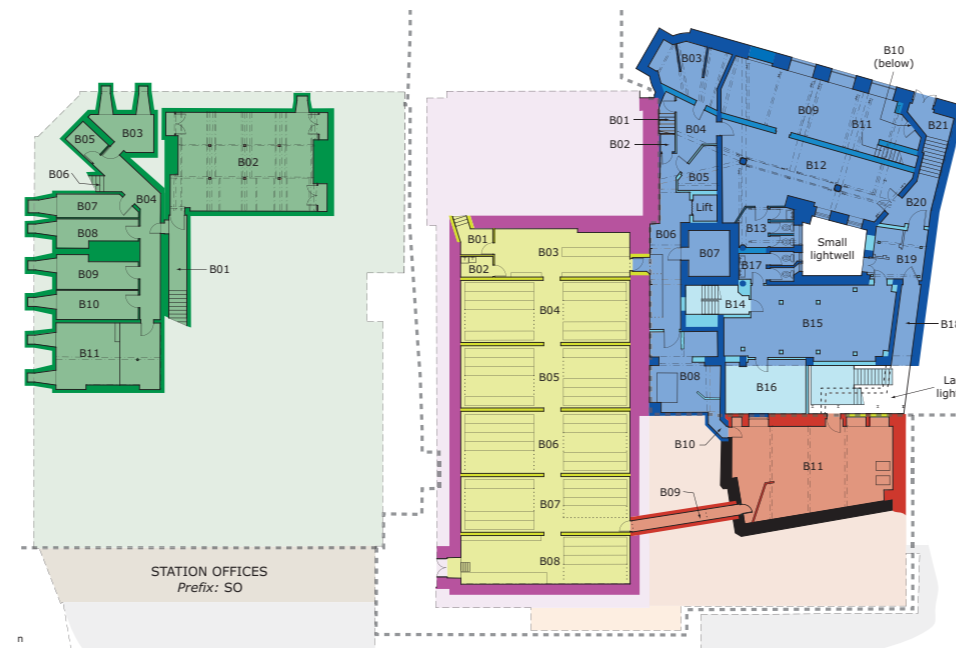 B03
B05
B02
B06
B04
B07
B08
B09
B01
B10
B11
STATION OFFICES
Prefix: SO
n
B01
B03
B02
B04
B05
B06
B07
B08
B10
(below)
B03
B09
B01
B04
B11
B21
B02
B12
B05
Lift
B20
B06
B13
Small
lightwell
B07
B17
B19
B14
B15
B18
B08
B16
La
light
B10
B11
B09